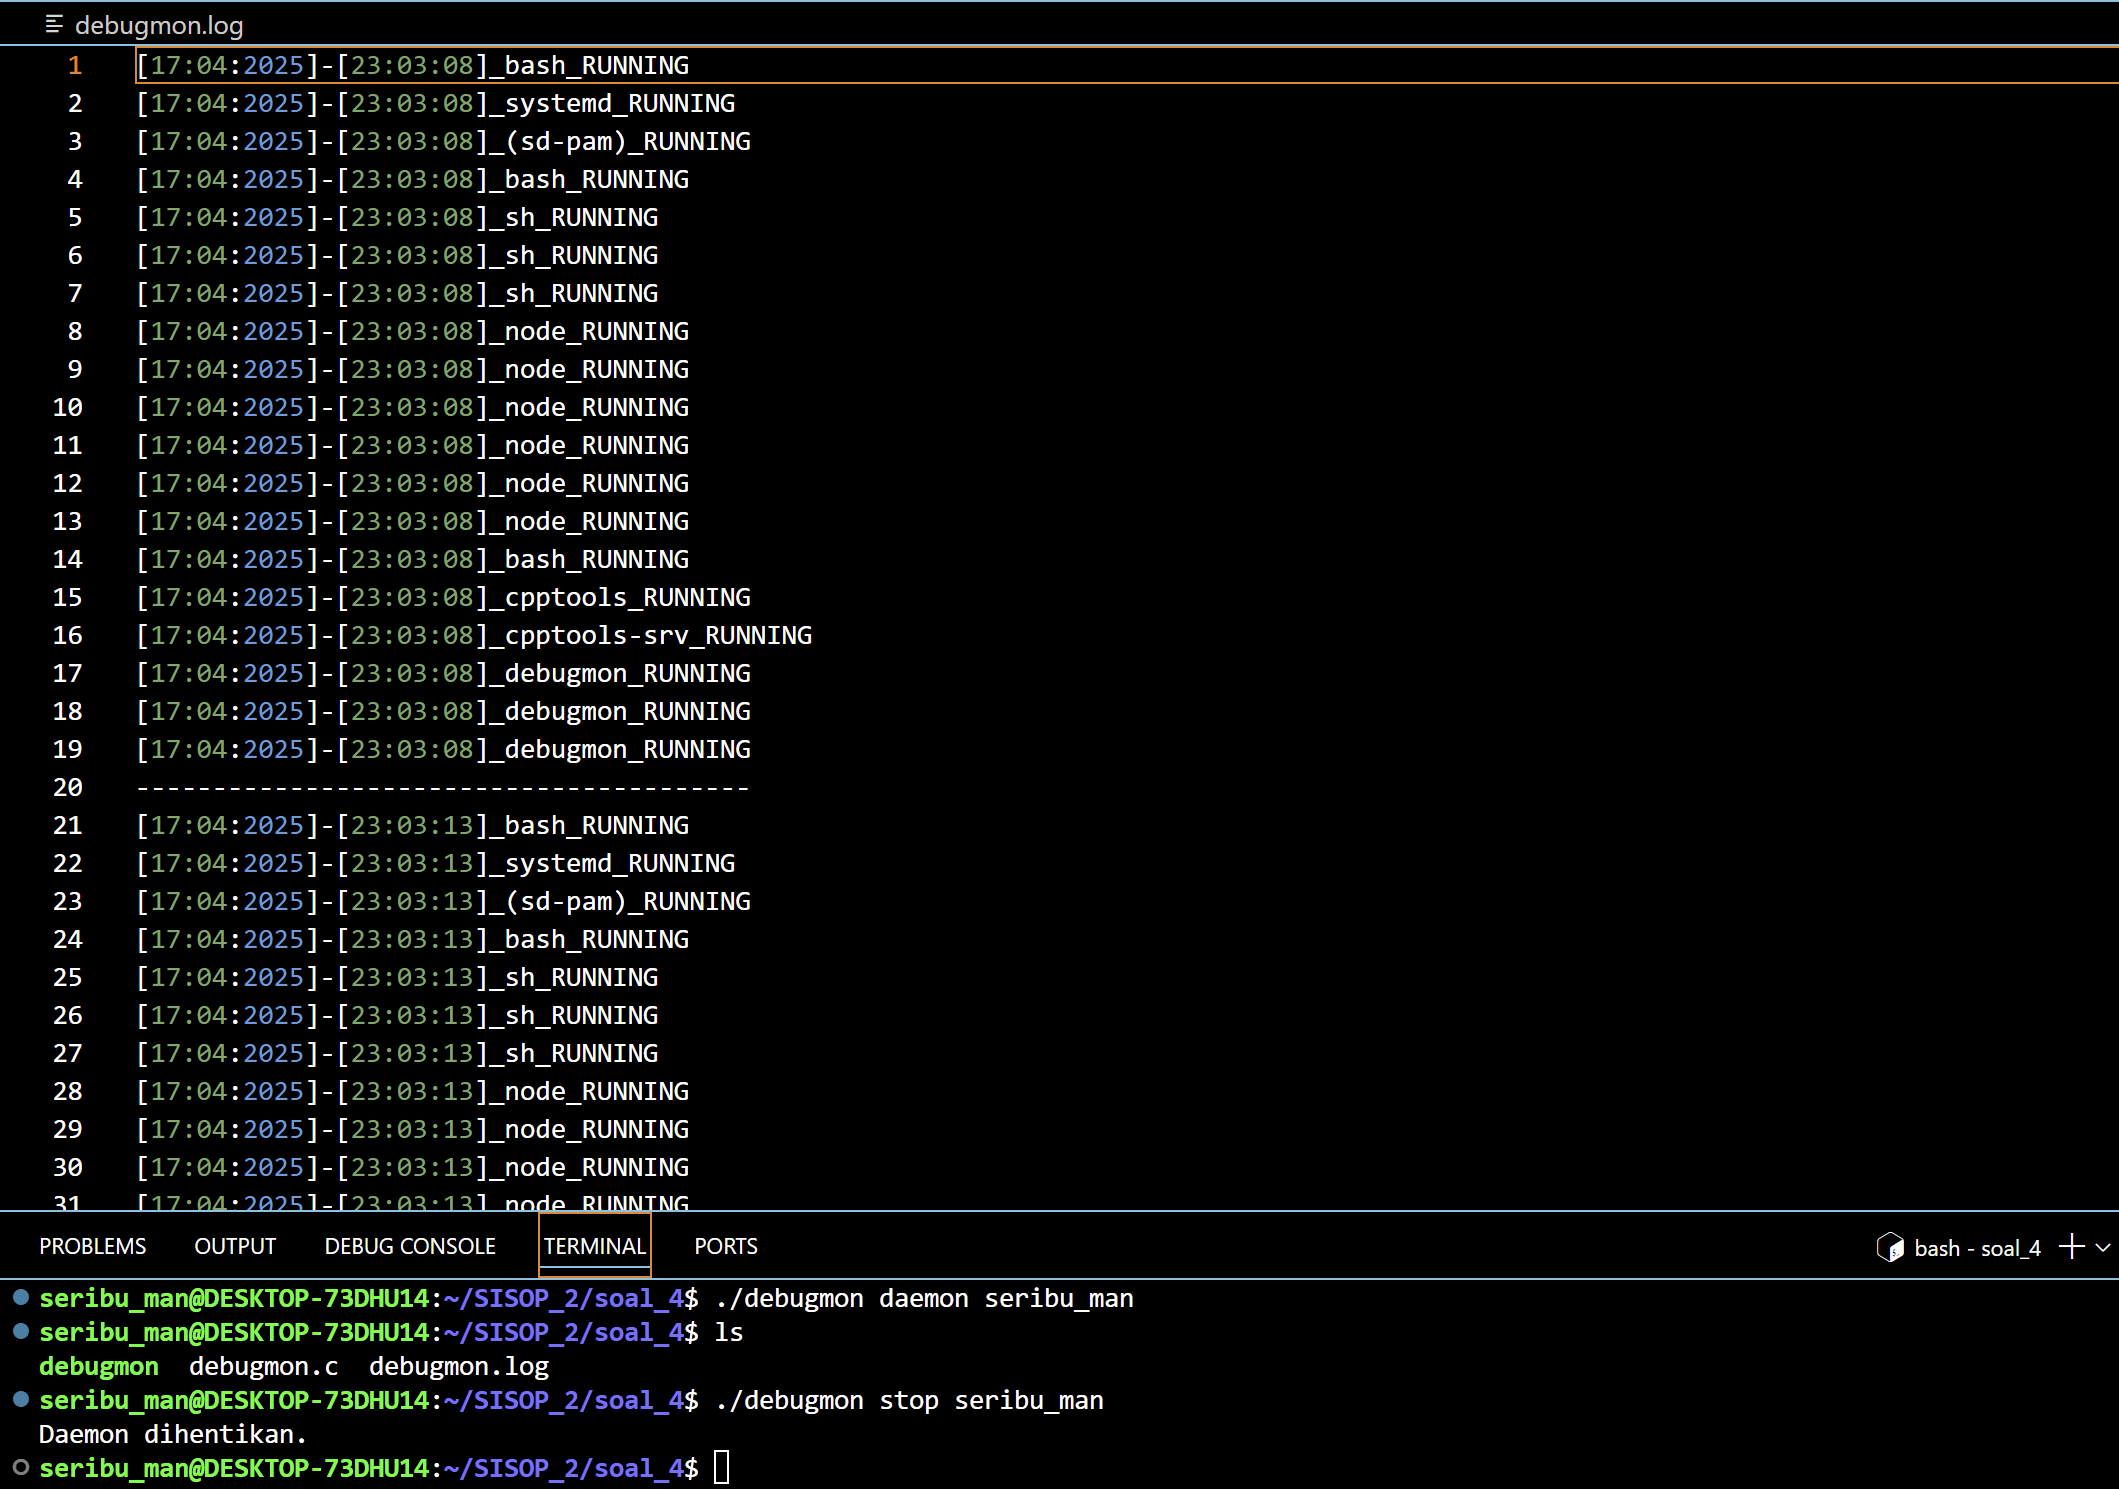 debugmon.log
1 [17:04:2025]-[23:03:08]_bash_RUNNING
2 [17:04:2025]-[23:03:08]_systemd_RUNNING
3 [17:04:2025]-[23:03:08]_(sd-pam)_RUNNING
4 [17:04:2025]-[23:03:08]_bash_RUNNING
5 [17:04:2025]-[23:03:08]_sh_RUNNING
6 [17:04:2025]-[23:03:08]_sh_RUNNING
7 [17:04:2025]-[23:03:08]_sh_RUNNING
8 [17:04:2025]-[23:03:08]_node_RUNNING
9 [17:04:2025]-[23:03:08]_node_RUNNING
10 [17:04:2025]-[23:03:08]_node_RUNNING
11 [17:04:2025]-[23:03:08]_node_RUNNING
12 [17:04:2025]-[23:03:08]_node_RUNNING
13 [17:04:2025]-[23:03:08]_node_RUNNING
14 [17:04:2025]-[23:03:08]_bash_RUNNING
15 [17:04:2025]-[23:03:08]_cpptools_RUNNING
16 [17:04:2025]-[23:03:08]_cpptools-srv_RUNNING
17 [17:04:2025]-[23:03:08]_debugmon_RUNNING
18 [17:04:2025]-[23:03:08]_debugmon_RUNNING
19 [17:04:2025]-[23:03:08]_debugmon_RUNNING
20 ----------------------------------------
21 [17:04:2025]-[23:03:13]_bash_RUNNING
22 [17:04:2025]-[23:03:13]_systemd_RUNNING
23 [17:04:2025]-[23:03:13]_(sd-pam)_RUNNING
24 [17:04:2025]-[23:03:13]_bash_RUNNING
25 [17:04:2025]-[23:03:13]_sh_RUNNING
26 [17:04:2025]-[23:03:13]_sh_RUNNING
27 [17:04:2025]-[23:03:13]_sh_RUNNING
28 [17:04:2025]-[23:03:13]_node_RUNNING
29 [17:04:2025]-[23:03:13]_node_RUNNING
30 [17:04:2025]-[23:03:13]_node_RUNNING
31 [17:04:2025]-[23:03:13]_node_RUNNING
PROBLEMS OUTPUT DEBUG CONSOLE TERMINAL PORTS bash - soal_4
seribu_man@DESKTOP-73DHU14:~/SISOP_2/soal_4$ ./debugmon daemon seribu_man
seribu_man@DESKTOP-73DHU14:~/SISOP_2/soal_4$ ls
debugmon debugmon.c debugmon.log
seribu_man@DESKTOP-73DHU14:~/SISOP_2/soal_4$ ./debugmon stop seribu_man
Daemon dihentikan.
seribu_man@DESKTOP-73DHU14:~/SISOP_2/soal_4$